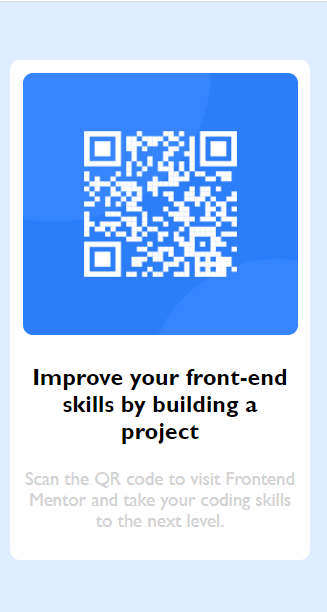 Improve your front-end
skills by building a
project
Scan the QR code to visit Frontend
Mentor and take your coding skills
to the next level.